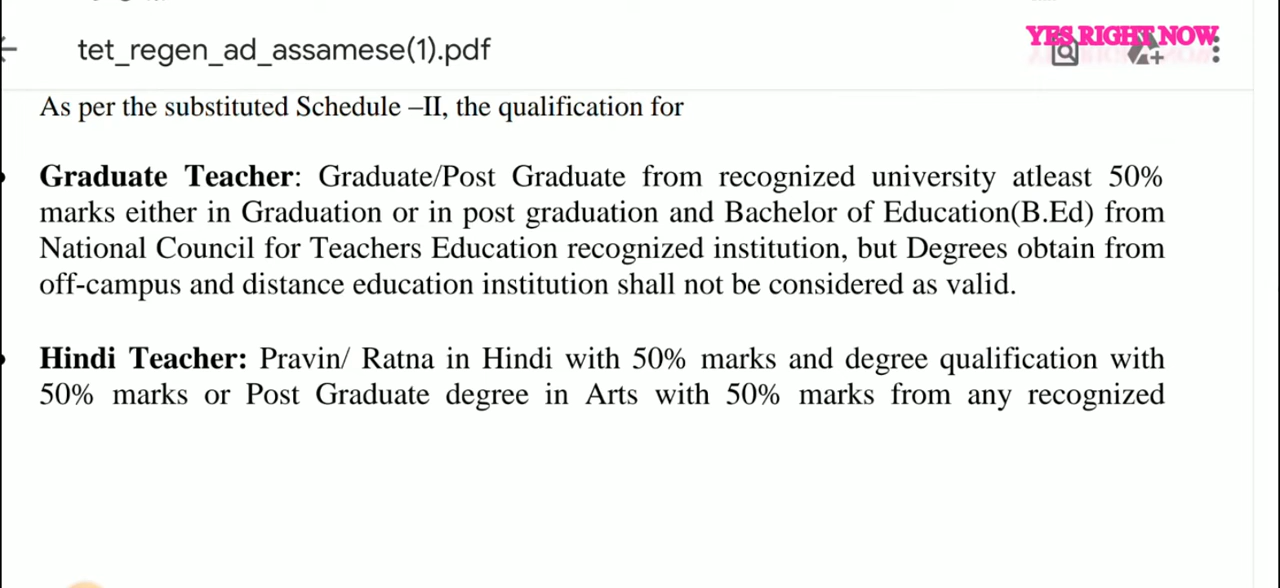 tet_regen_ad_assamese(1).pdf
YES RIGHT NOW
As per the substituted Schedule –II, the qualification for
Graduate Teacher: Graduate/Post Graduate from recognized university atleast 50%
marks either in Graduation or in post graduation and Bachelor of Education(B.Ed) from
National Council for Teachers Education recognized institution, but Degrees obtain from
off-campus and distance education institution shall not be considered as valid.
Hindi Teacher: Pravin/ Ratna in Hindi with 50% marks and degree qualification with
50% marks or Post Graduate degree in Arts with 50% marks from any recognized